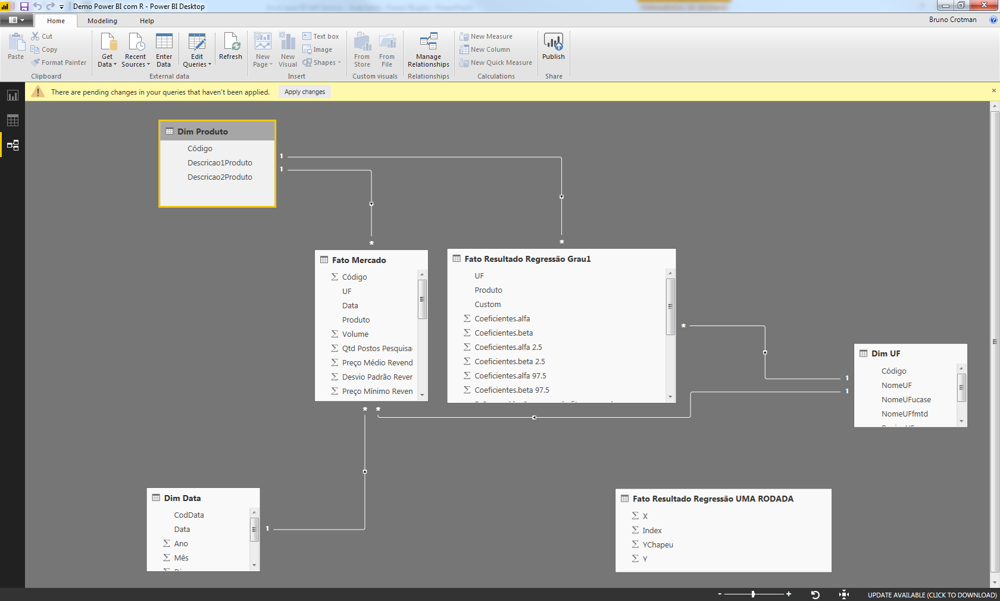 Demo Power BI com R - Power BI Desktop
Home Modeling Help
Bruno Crotman
Paste
Cut
Copy
Format Painter
Clipboard
Get Data
Recent Sources
Enter Data
External data
Edit Queries
Refresh
New Page
New Visual
Text box
Image
Shapes
Insert
From Store
From File
Custom visuals
Manage Relationships
Relationships
New Measure
New Column
New Quick Measure
Calculations
Publish
Share
There are pending changes in your queries that haven't been applied.
Apply changes
Dim Produto
Código
Descricao1Produto
Descricao2Produto
1
1
*
*
Fato Mercado
Código
UF
Data
Produto
Volume
Qtd Postos Pesquisa
Preço Médio Revend
Desvio Padrão Rever
Preço Mínimo Reven
* *
Fato Resultado Regressão Grau1
UF
Produto
Custom
Coeficientes.alfa
Coeficientes.beta
Coeficientes.alfa 2.5
Coeficientes.beta 2.5
Coeficientes.alfa 97.5
Coeficientes.beta 97.5
*
1
1
Dim UF
Código
NomeUF
NomeUFucase
NomeUFfmtd
Dim Data
CodData
Data
Ano
Mês
1
Fato Resultado Regressão UMA RODADA
X
Index
YChapeu
Y
- +
UPDATE AVAILABLE (CLICK TO DOWNLOAD)